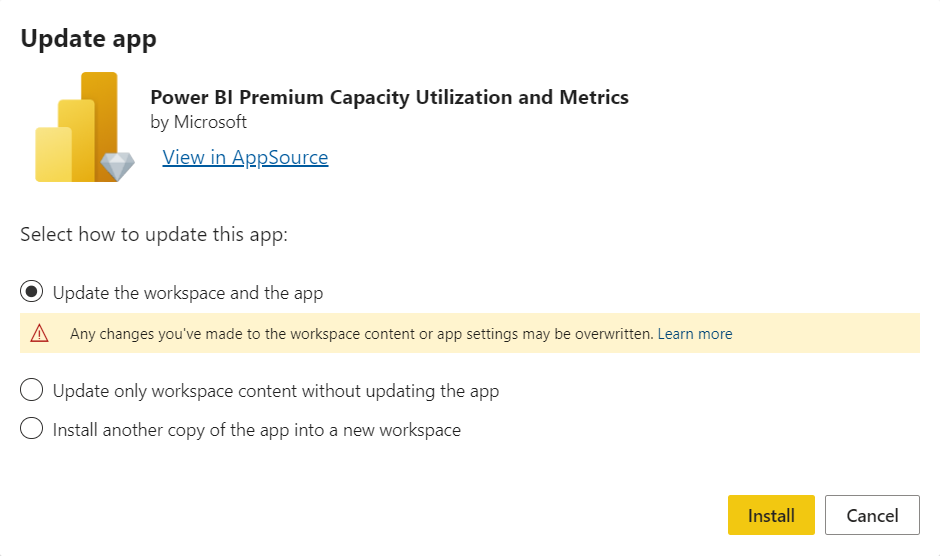 Update app
Power BI Premium Capacity Utilization and Metrics
by Microsoft
View in AppSource
Select how to update this app:
Update the workspace and the app
Any changes you've made to the workspace content or app settings may be overwritten. Learn more
Update only workspace content without updating the app
Install another copy of the app into a new workspace
Install Cancel